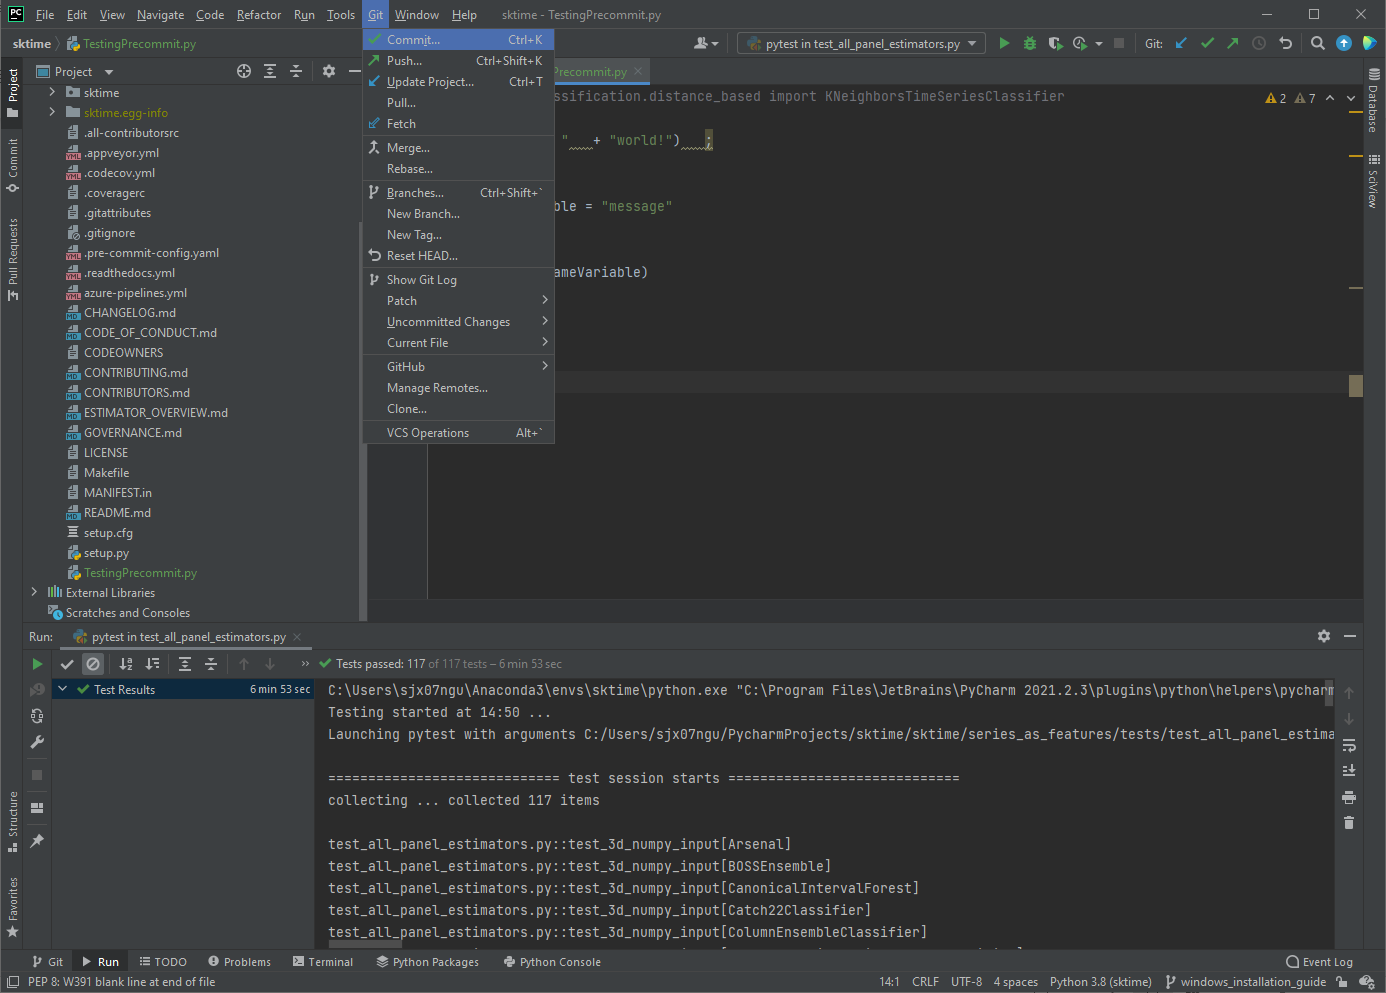 PC File Edit View Navigate Code Refactor Run Tools Git Window Help sktime - TestingPrecommit.py
sktime TestingPrecommit.py
pytest in test_all_panel_estimators.py Git:
Project
Precommit.py
Commit... Ctrl+K
Push... Ctrl+Shift+K
Update Project... Ctrl+T
Pull...
Fetch
Merge...
Rebase...
Branches... Ctrl+Shift+`
New Branch...
New Tag...
Reset HEAD...
Show Git Log
Patch
Uncommitted Changes
Current File
GitHub
Manage Remotes...
Clone...
VCS Operations Alt+`
Project
Commit
Pull Requests
Structure
Favorites
Database
SciView
sktime
sktime.egg-info
.all-contributorsrc
.appveyor.yml
.codecov.yml
.coveragerc
.gitattributes
.gitignore
.pre-commit-config.yaml
.readthedocs.yml
azure-pipelines.yml
CHANGELOG.md
CODE_OF_CONDUCT.md
CODEOWNERS
CONTRIBUTING.md
CONTRIBUTORS.md
ESTIMATOR_OVERVIEW.md
GOVERNANCE.md
LICENSE
Makefile
MANIFEST.in
README.md
setup.cfg
setup.py
TestingPrecommit.py
External Libraries
Scratches and Consoles
ssification.distance_based import KNeighborsTimeSeriesClassifier
2 7
" + "world!") ;
ble = "message"
ameVariable)
Run: pytest in test_all_panel_estimators.py
Tests passed: 117 of 117 tests – 6 min 53 sec
Test Results 6 min 53 sec
C:\Users\sjx07ngu\Anaconda3\envs\sktime\python.exe "C:\Program Files\JetBrains\PyCharm 2021.2.3\plugins\python\helpers\pycharm
Testing started at 14:50 ...
Launching pytest with arguments C:/Users/sjx07ngu/PycharmProjects/sktime/sktime/series_as_features/tests/test_all_panel_estima
============================= test session starts =============================
collecting ... collected 117 items
test_all_panel_estimators.py::test_3d_numpy_input[Arsenal]
test_all_panel_estimators.py::test_3d_numpy_input[BOSSEnsemble]
test_all_panel_estimators.py::test_3d_numpy_input[CanonicalIntervalForest]
test_all_panel_estimators.py::test_3d_numpy_input[Catch22Classifier]
test_all_panel_estimators.py::test_3d_numpy_input[ColumnEnsembleClassifier]
Git Run TODO Problems Terminal Python Packages Python Console Event Log
PEP 8: W391 blank line at end of file 14:1 CRLF UTF-8 4 spaces Python 3.8 (sktime) windows_installation_guide